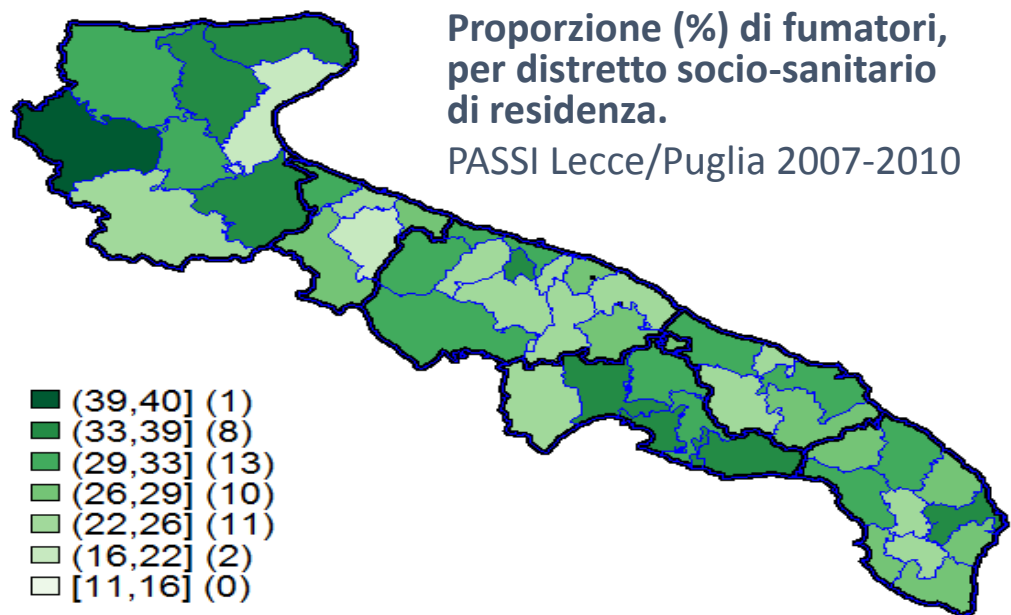 Proporzione (%) di fumatori,
per distretto socio-sanitario
di residenza.
PASSI Lecce/Puglia 2007-2010
(39,40] (1)
(33,39] (8)
(29,33] (13)
(26,29] (10)
(22,26] (11)
(16,22] (2)
[11,16] (0)